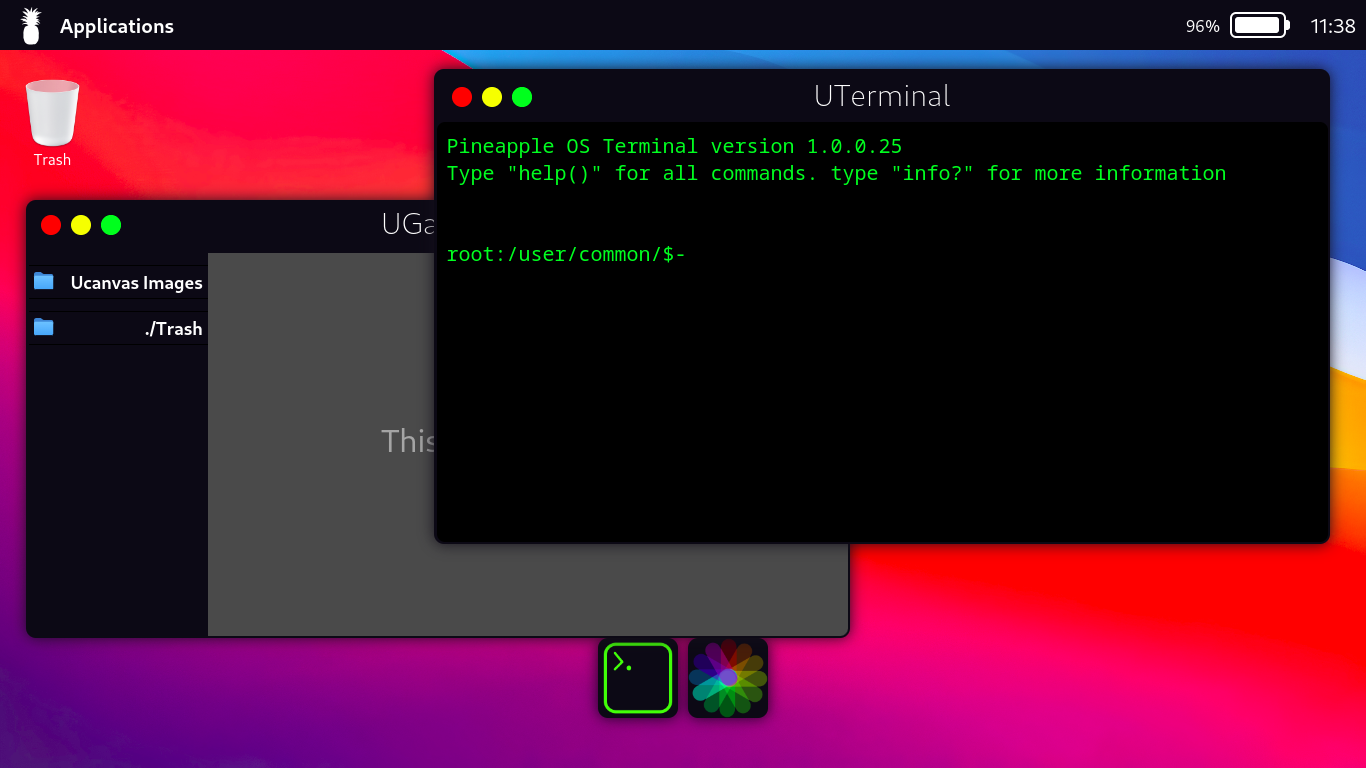 Applications
96%
11:38
Trash
UTerminal
Pineapple OS Terminal version 1.0.0.25
Type "help()" for all commands. type "info?" for more information
root:/user/common/$-
Ucanvas Images
./Trash
This